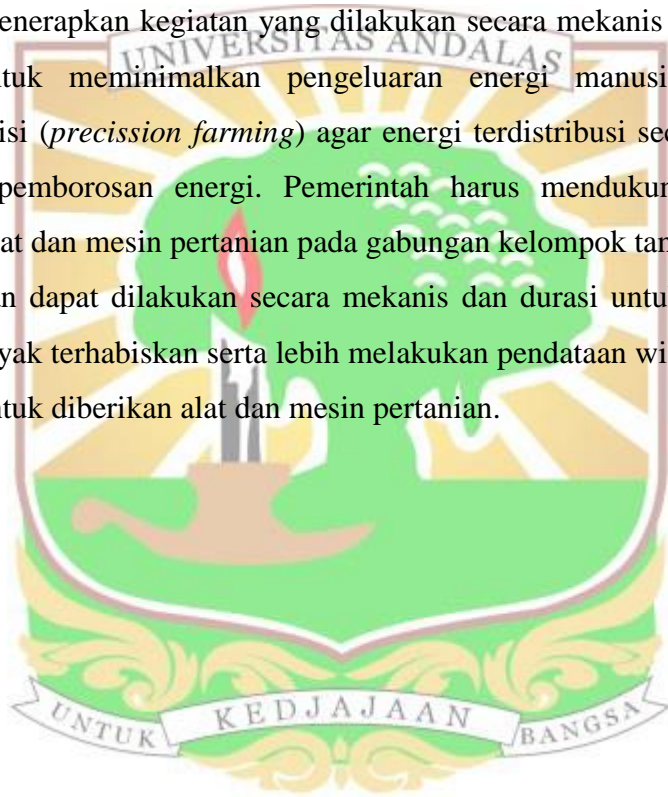 enerapkan kegiatan yang dilakukan secara mekanis
UNIVERSITAS ANDALAS
tuk meminimalkan pengeluaran energi manusi
isi (precission farming) agar energi terdistribusi sec
pemborosan energi. Pemerintah harus mendukun
at dan mesin pertanian pada gabungan kelompok tan
an dapat dilakukan secara mekanis dan durasi untu
yak terhabiskan serta lebih melakukan pendataan wi
ntuk diberikan alat dan mesin pertanian.
UNTUK KEDJAJAAN BANGSA